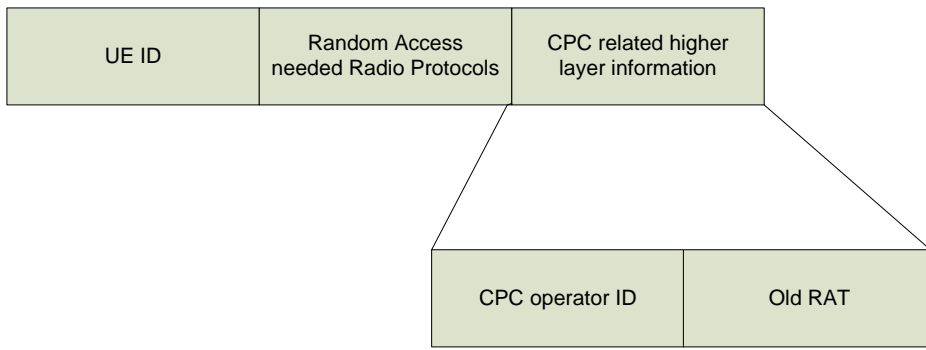 UE ID
Random Access
needed Radio Protocols
CPC related higher
layer information
CPC operator ID
Old RAT